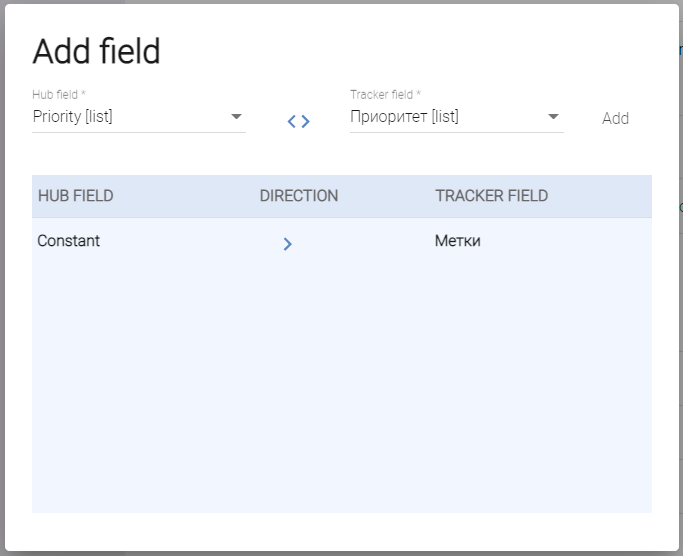 Add field
Hub field * Tracker field *
Priority [list] Приоритет [list] Add
HUB FIELD DIRECTION TRACKER FIELD
Constant Метки